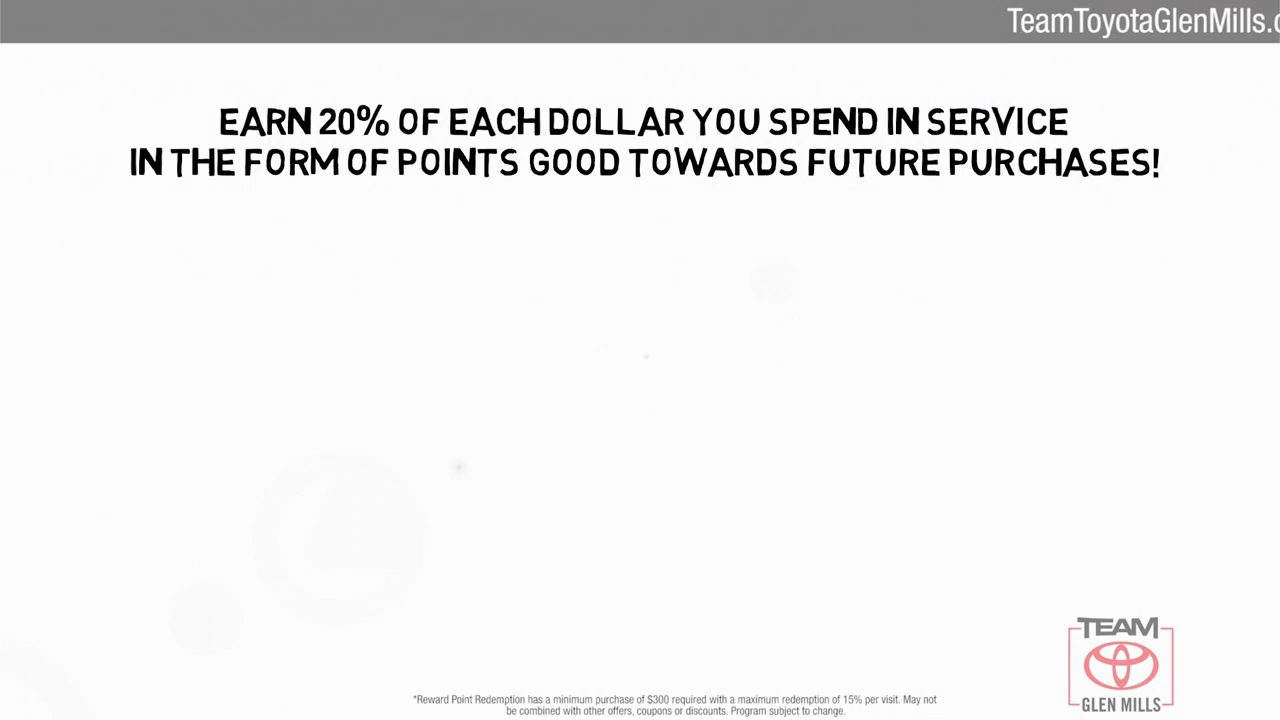 TeamToyotaGlenMills.c
EARN 20% OF EACH DOLLAR YOU SPEND IN SERVICE
IN THE FORM OF POINTS GOOD TOWARDS FUTURE PURCHASES!
TEAM
GLEN MILLS
*Reward Point Redemption has a minimum purchase of $300 required with a maximum redemption of 15% per visit. May not
be combined with other offers, coupons or discounts. Program subject to change.